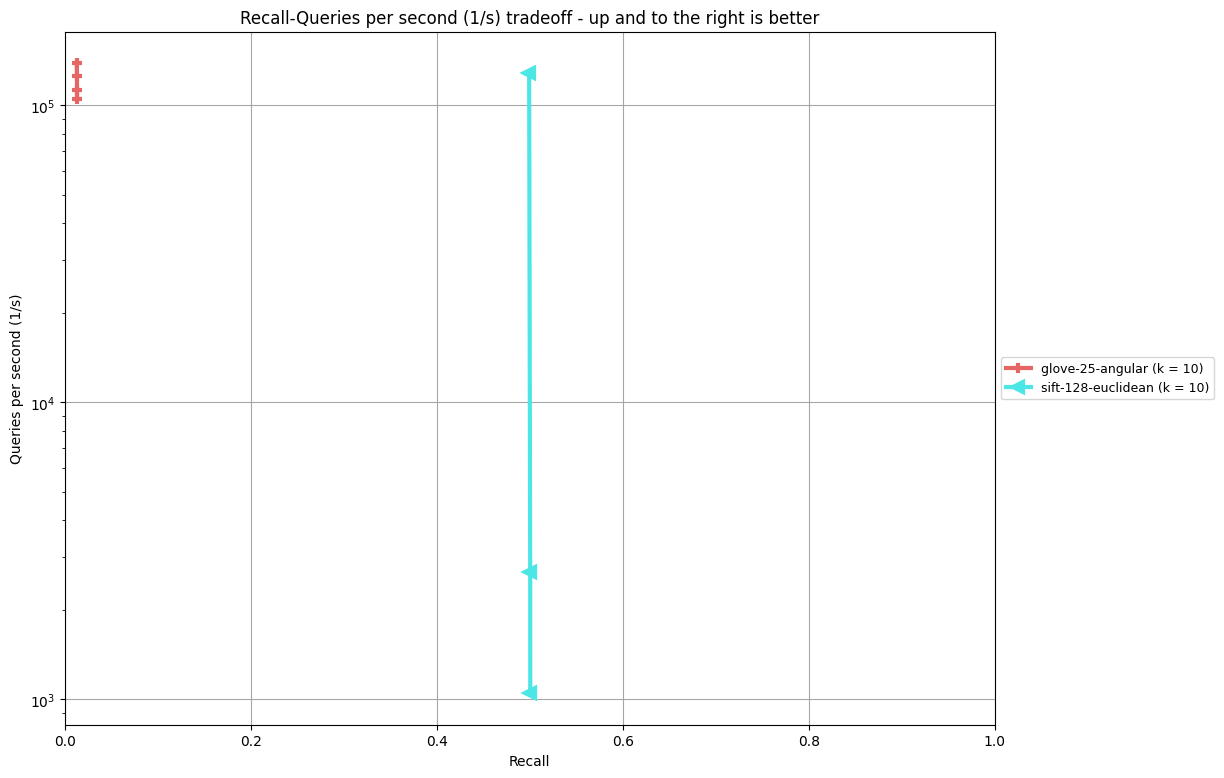 Recall-Queries per second (1/s) tradeoff - up and to the right is better
Queries per second (1/s)
10^5
10^4
10^3
0.0 0.2 0.4 0.6 0.8 1.0
Recall
glove-25-angular (k = 10)
sift-128-euclidean (k = 10)